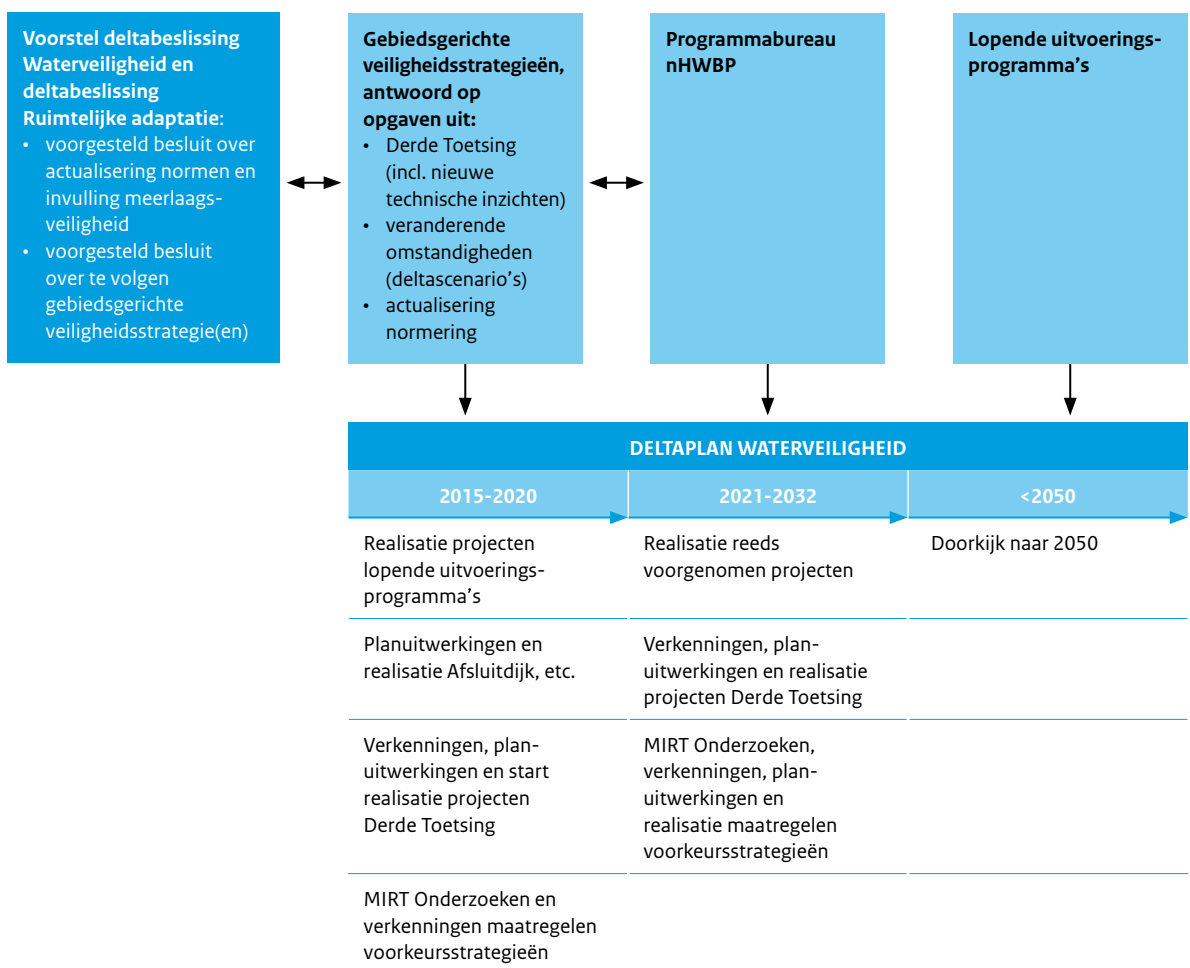 Voorstel deltabeslissing
Waterveiligheid en
deltabeslissing
Ruimtelijke adaptatie:
• voorgesteld besluit over
actualisering normen en
invulling meerlaags-
veiligheid
• voorgesteld besluit
over te volgen
gebiedsgerichte
veiligheidsstrategie(en)
Gebiedsgerichte
veiligheidsstrategieën,
antwoord op
opgaven uit:
• Derde Toetsing
(incl. nieuwe
technische inzichten)
• veranderende
omstandigheden
(deltascenario's)
• actualisering
normering
Programmabureau
nHWBP
Lopende uitvoerings-
programma's
DELTAPLAN WATERVEILIGHEID
2015-2020
2021-2032
<2050
Realisatie projecten
lopende uitvoerings-
programma's
Realisatie reeds
voorgenomen projecten
Doorkijk naar 2050
Planuitwerkingen en
realisatie Afsluitdijk, etc.
Verkenningen, plan-
uitwerkingen en realisatie
projecten Derde Toetsing
Verkenningen, plan-
uitwerkingen en start
realisatie projecten
Derde Toetsing
MIRT Onderzoeken,
verkenningen, plan-
uitwerkingen en
realisatie maatregelen
voorkeursstrategieën
MIRT Onderzoeken en
verkenningen maatregelen
voorkeursstrategieën